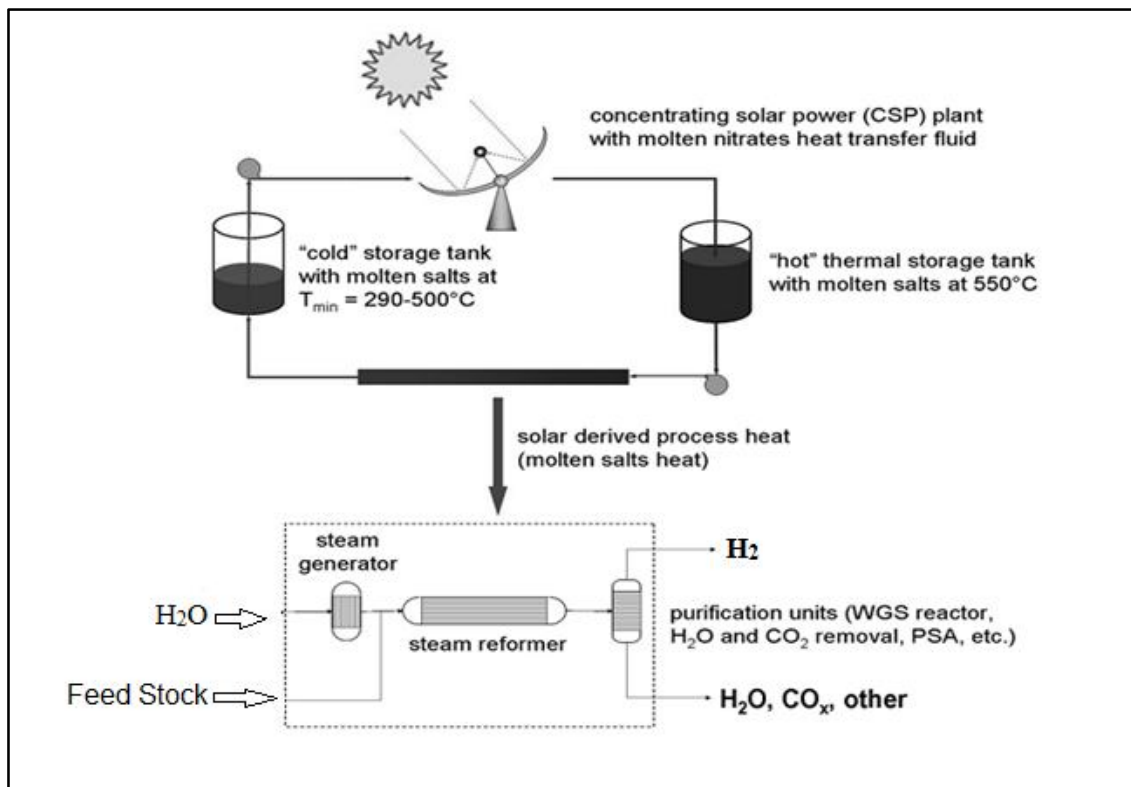 concentrating solar power (CSP) plant
with molten nitrates heat transfer fluid
“cold” storage tank
with molten salts at
Tmin = 290-500°C
“hot” thermal storage tank
with molten salts at 550°C
solar derived process heat
(molten salts heat)
steam
generator
H2
H2O
steam reformer
purification units (WGS reactor,
H2O and CO2 removal, PSA, etc.)
Feed Stock
H2O, COx, other